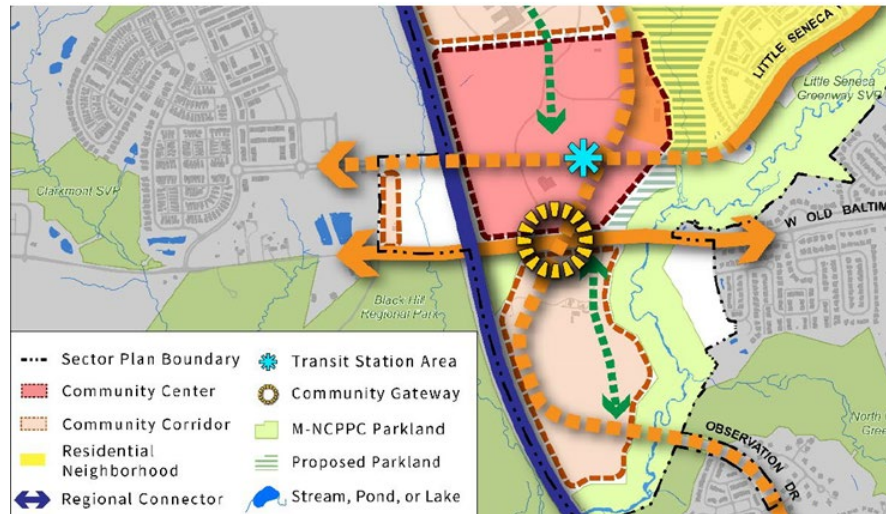 LITTLE SENECA
Little Seneca
Greenway SVP
Clarkmont SVP
W OLD BALTIM
Black Hill
Regional Park
Sector Plan Boundary
Community Center
Community Corridor
Residential
Neighborhood
Regional Connector
Transit Station Area
Community Gateway
M-NCPPC Parkland
Proposed Parkland
Stream, Pond, or Lake
OBSERVATION DR
North
Gree